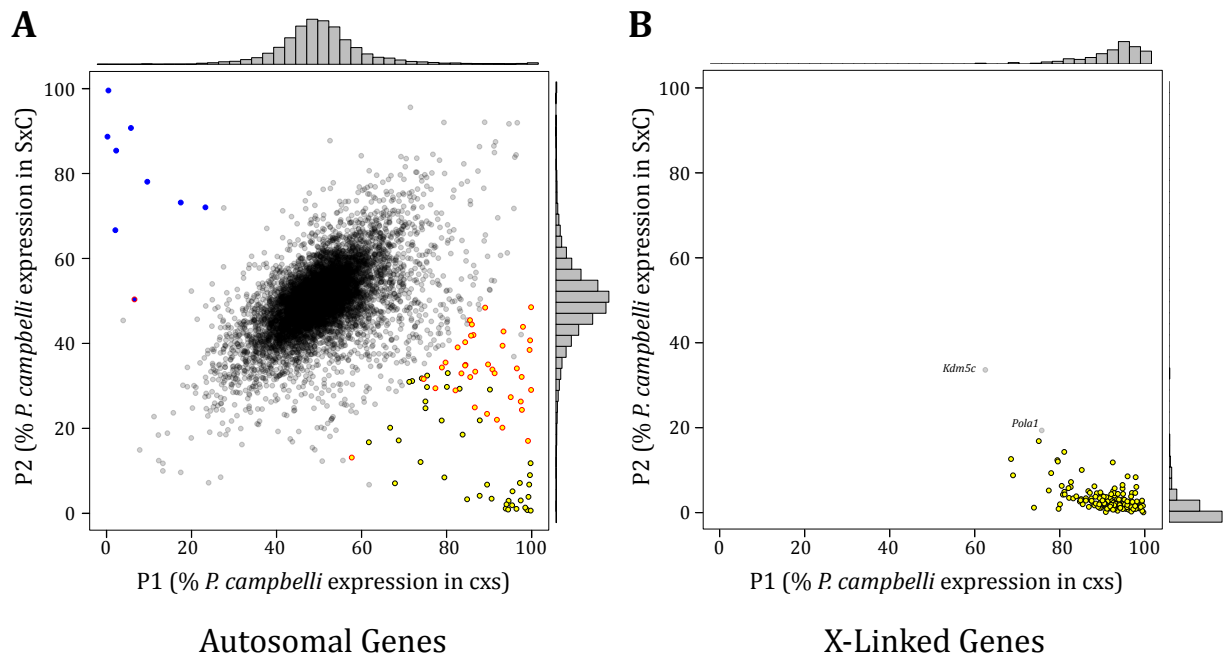 A
P2 (% P. campbelli expression in SxC)
100
80
60
40
20
0
0 20 40 60 80 100
P1 (% P. campbelli expression in cxs)
Autosomal Genes
B
P2 (% P. campbelli expression in SxC)
100
80
60
40
20
0
Kdm5c
Pola1
0 20 40 60 80 100
P1 (% P. campbelli expression in cxs)
X-Linked Genes